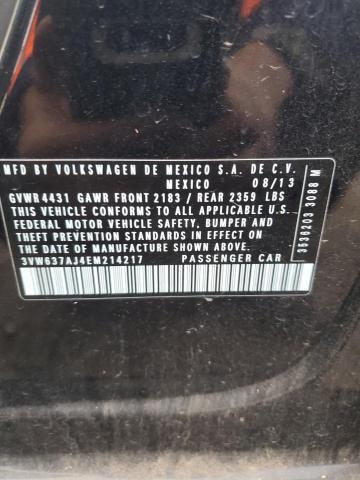 MFD BY VOLKSWAGEN DE MEXICO S.A. DE C.V.
MEXICO 08/13
GVWR 4431 GAWR FRONT 2183 / REAR 2359 LBS
THIS VEHICLE CONFORMS TO ALL APPLICABLE U.S.
FEDERAL MOTOR VEHICLE SAFETY, BUMPER AND
THEFT PREVENTION STANDARDS IN EFFECT ON
THE DATE OF MANUFACTURE SHOWN ABOVE.
3VW637AJ4EM214217 PASSENGER CAR
3536203 3088 M